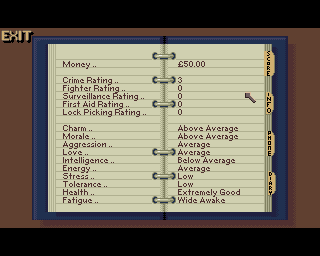 EXIT
Money .. £50.00
Crime Rating .. 3
Fighter Rating .. 0
Surveillance Rating .. 0
First Aid Rating .. 0
Lock Picking Rating .. 0
Charm .. Above Average
Morale .. Above Average
Aggression .. Average
Love .. Average
Intelligence .. Below Average
Energy .. Average
Stress .. Low
Tolerance .. Low
Health .. Extremely Good
Fatigue .. Wide Awake
SCORE
INFO
PHONE
DIARY